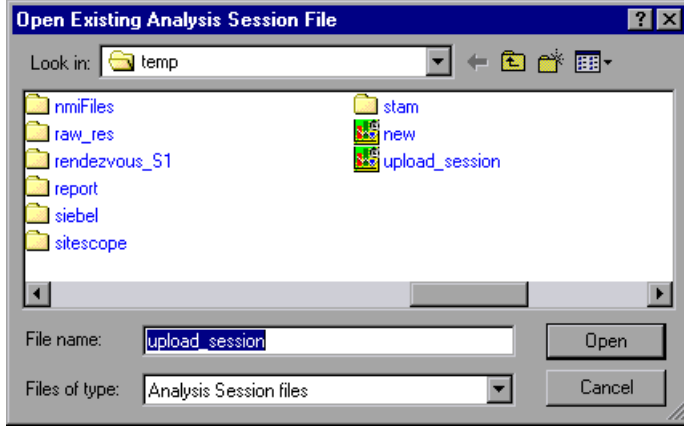 Open Existing Analysis Session File
Look in: temp
nmiFiles
raw_res
rendezvous_S1
report
siebel
sitescope
stam
new
upload_session
File name: upload_session Open
Files of type: Analysis Session files Cancel